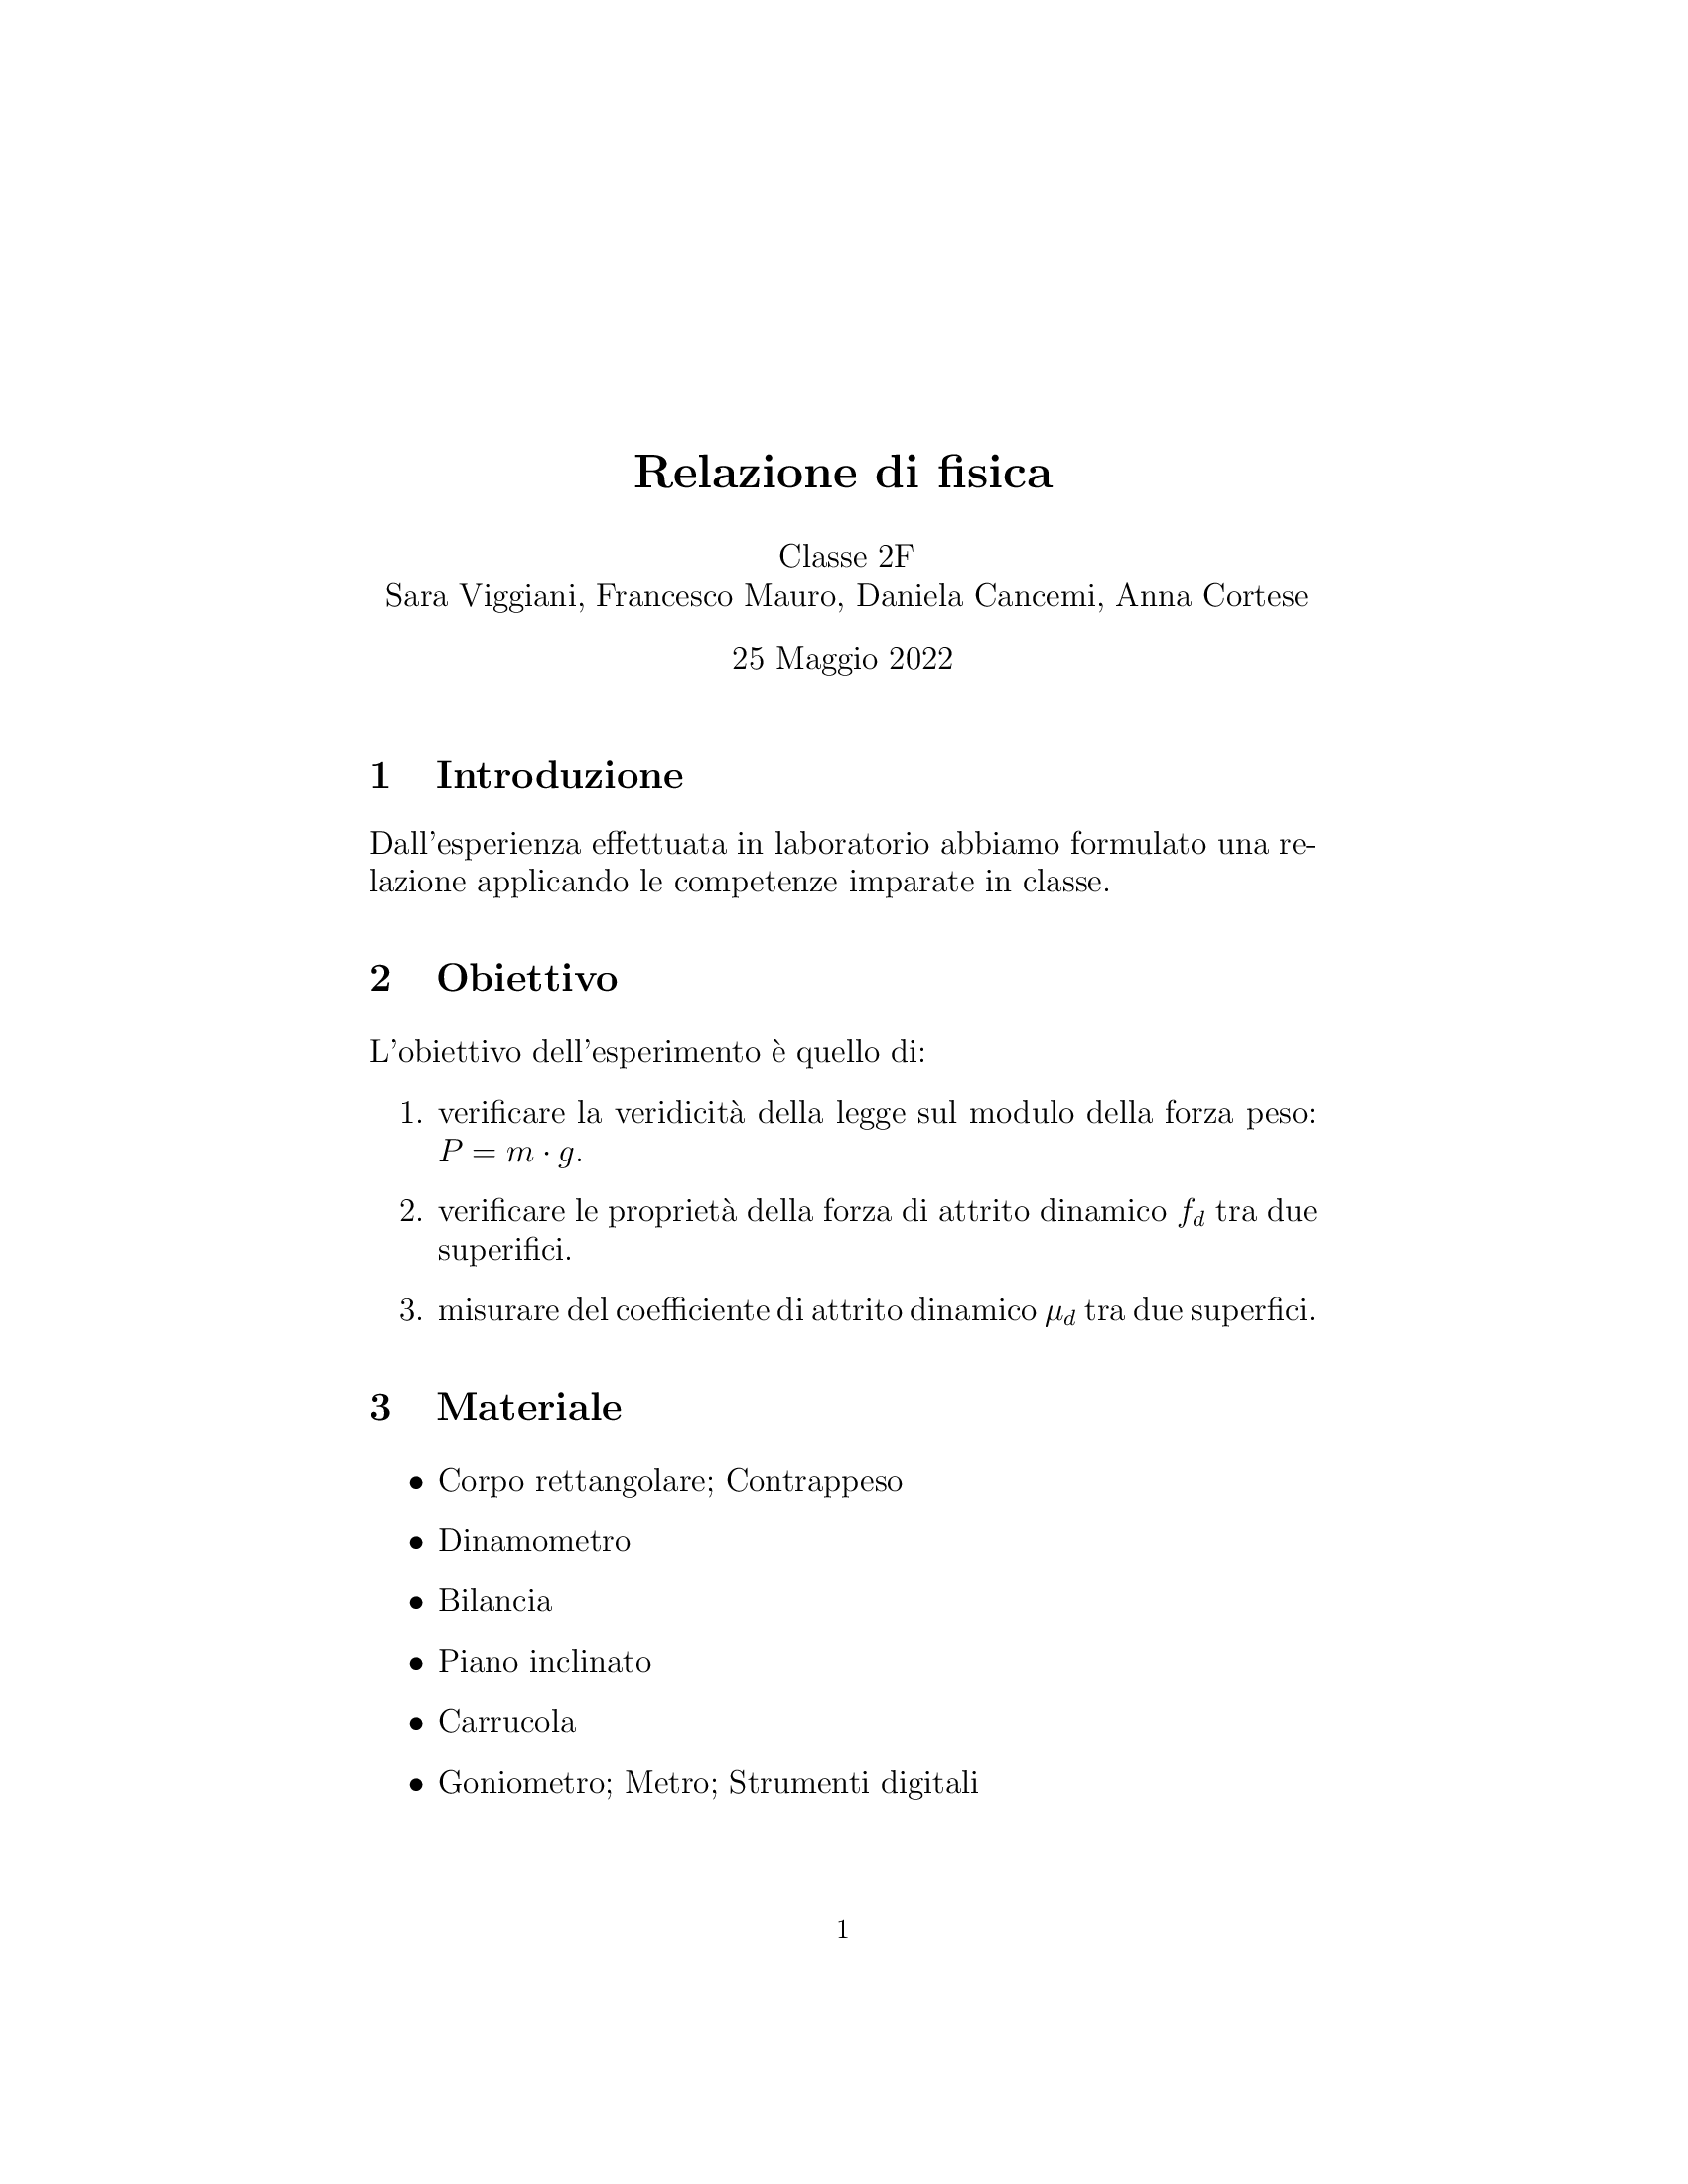 Relazione di fisica
Classe 2F
Sara Viggiani, Francesco Mauro, Daniela Cancemi, Anna Cortese
25 Maggio 2022
1 Introduzione
Dall'esperienza effettuata in laboratorio abbiamo formulato una re-
lazione applicando le competenze imparate in classe.
2 Obiettivo
L'obiettivo dell'esperimento è quello di:
1. verificare la veridicità della legge sul modulo della forza peso:
P = m · g.
2. verificare le proprietà della forza di attrito dinamico f_d tra due
superifici.
3. misurare del coefficiente di attrito dinamico μ_d tra due superfici.
3 Materiale
• Corpo rettangolare; Contrappeso
• Dinamometro
• Bilancia
• Piano inclinato
• Carrucola
• Goniometro; Metro; Strumenti digitali
1